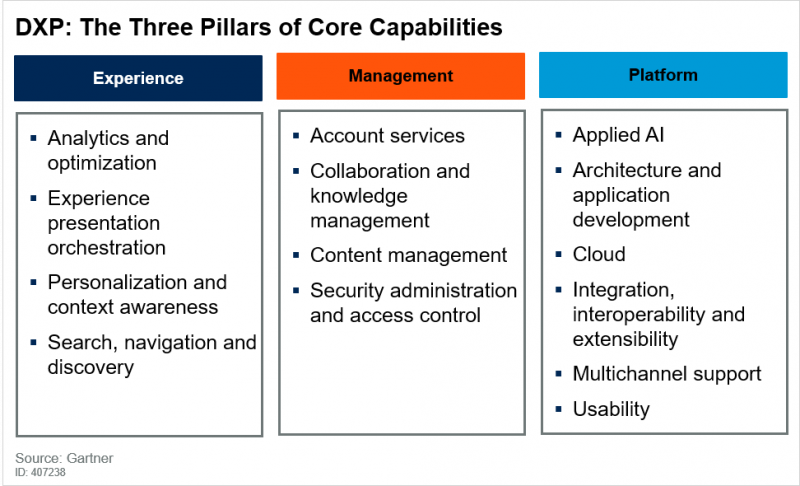 DXP: The Three Pillars of Core Capabilities
Experience
Analytics and
optimization
Experience
presentation
orchestration
Personalization and
context awareness
Search, navigation and
discovery
Management
Account services
Collaboration and
knowledge
management
Content management
Security administration
and access control
Platform
Applied AI
Architecture and
application
development
Cloud
Integration,
interoperability and
extensibility
Multichannel support
Usability
Source: Gartner
ID: 407238